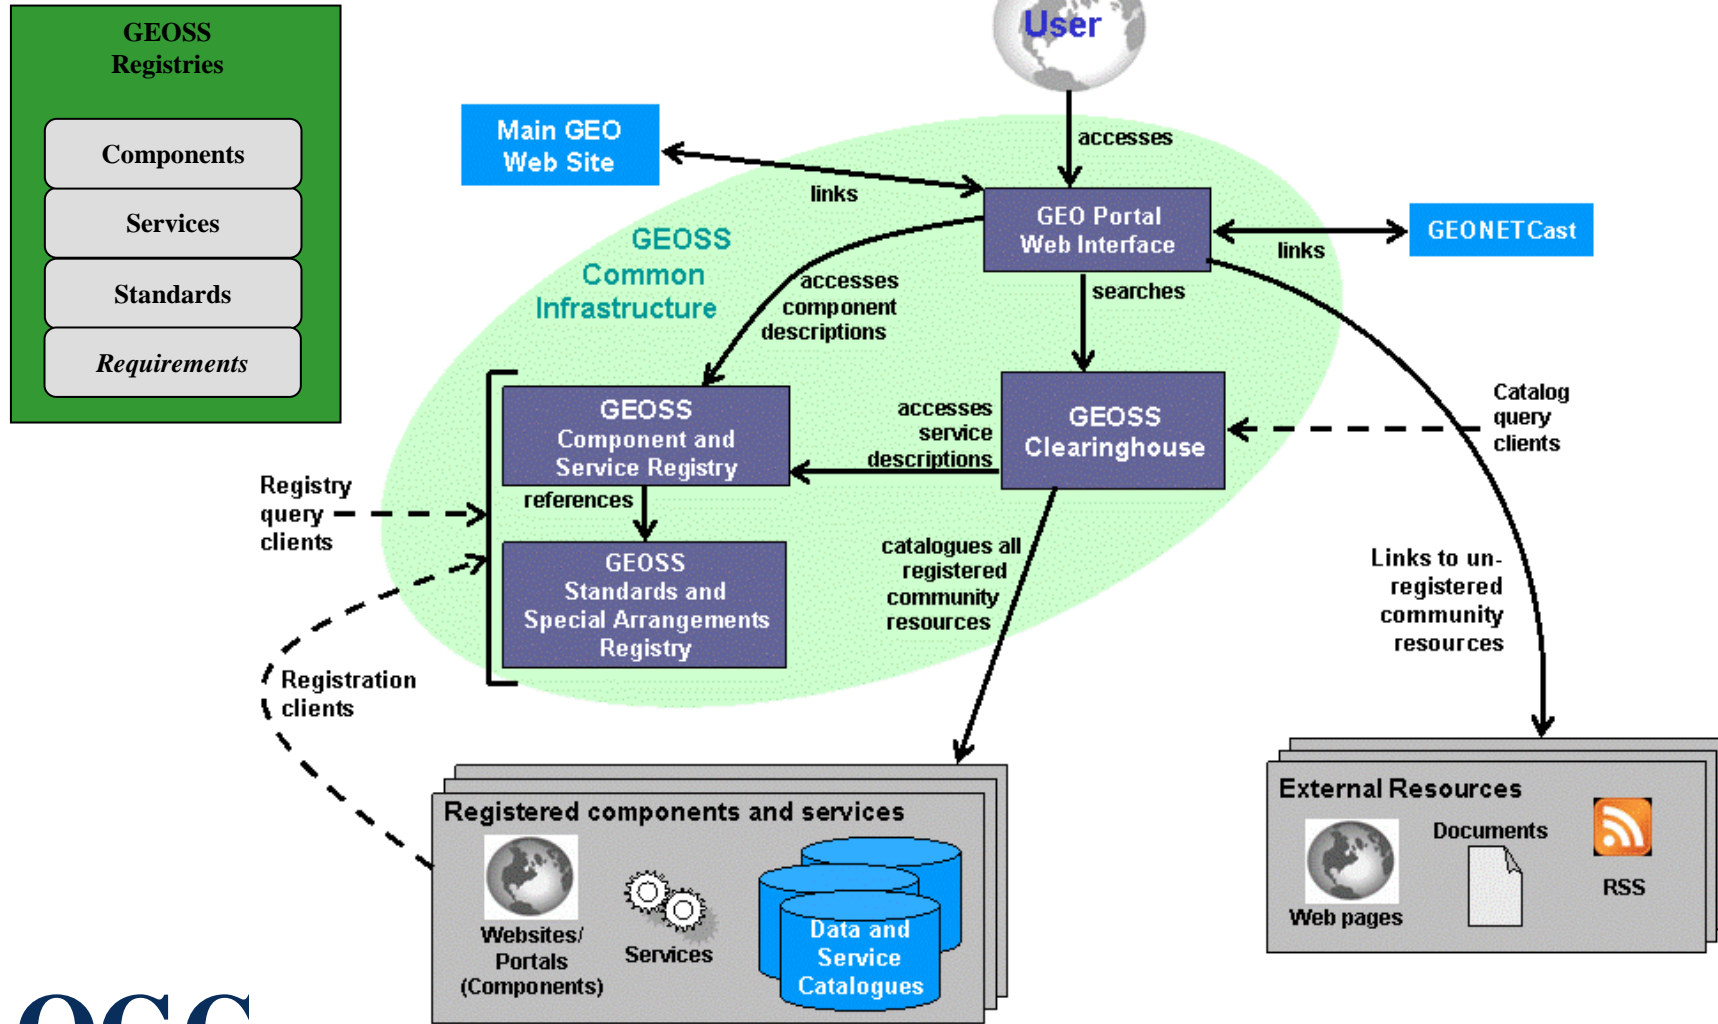 GEOSS
Registries
Components
Services
Standards
Requirements
User
accesses
Main GEO
Web Site
links
GEO Portal
Web Interface
links
GEONETCast
GEOSS
Common
Infrastructure
accesses
component
descriptions
searches
GEOSS
Component and
Service Registry
accesses
service
descriptions
GEOSS
Clearinghouse
Catalog
query
clients
Registry
query
clients
references
GEOSS
Standards and
Special Arrangements
Registry
catalogues all
registered
community
resources
Links to un-
registered
community
resources
Registration
clients
Registered components and services
Websites/
Portals
(Components)
Services
Data and
Service
Catalogues
External Resources
Web pages
Documents
RSS